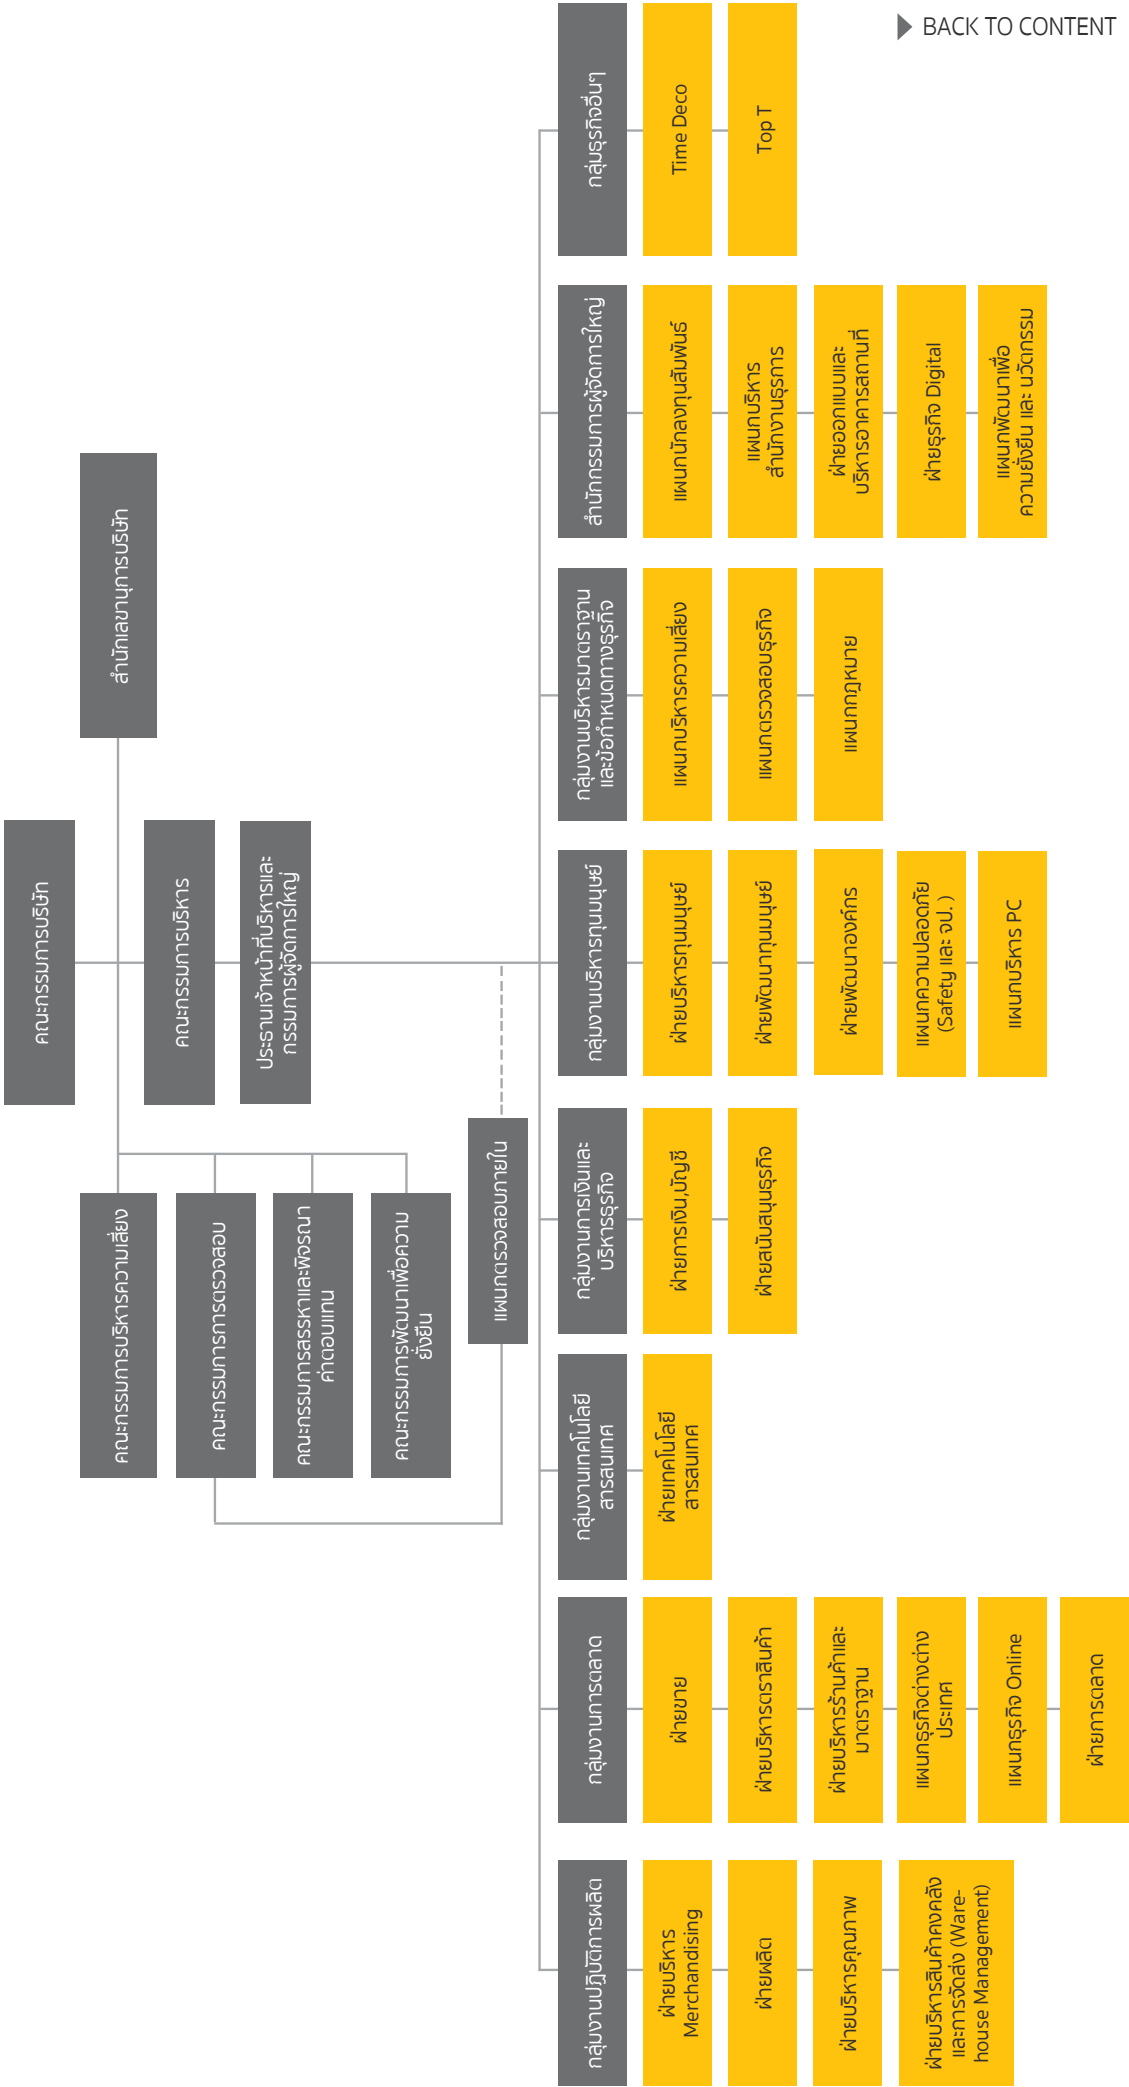 BACK TO CONTENT
คณะกรรมการบริษัท
สำนักเลขานุการบริษัท
คณะกรรมการบริหาร
ประธานเจ้าหน้าที่บริหารและ
กรรมการผู้จัดการใหญ่
คณะกรรมการบริหารความเสี่ยง
คณะกรรมการการตรวจสอบ
คณะกรรมการสรรหาและพิจรณา
ค่าตอบแทน
คณะกรรมการพัฒนาเพื่อความ
ยั่งยืน
แผนกตรวจสอบภายใน
กลุ่มงานปฏิบัติการผลิต
ฝ่ายบริหาร
Merchandising
ฝ่ายผลิต
ฝ่ายบริหารคุณภาพ
ฝ่ายบริหารสินค้าคงคลัง
และการจัดส่ง (Ware-
house Management)
กลุ่มงานการตลาด
ฝ่ายขาย
ฝ่ายบริหารตราสินค้า
ฝ่ายบริหารร้านค้าและ
มาตราฐาน
แผนกธุรกิจต่างต่าง
ประเทศ
แผนกธุรกิจ Online
ฝ่ายการตลาด
กลุ่มงานเทคโนโลยี
สารสนเทศ
ฝ่ายเทคโนโลยี
สารสนเทศ
กลุ่มงานการเงินและ
บริหารธุรกิจ
ฝ่ายการเงิน,บัญชี
ฝ่ายสนับสนุนธุรกิจ
กลุ่มงานบริหารทุนมนุษย์
ฝ่ายบริหารทุนมนุษย์
ฝ่ายพัฒนาทุนมนุษย์
ฝ่ายพัฒนาองค์กร
แผนกความปลอดภัย
(Safety และ จป. )
แผนกบริหาร PC
กลุ่มงานบริหารมาตราฐาน
และข้อกำหนดทางธุรกิจ
แผนกบริหารความเสี่ยง
แผนกตรวจสอบธุรกิจ
แผนกกฎหมาย
สำนักกรรมการผู้จัดการใหญ่
แผนกนักลงทุนสัมพันธ์
แผนกบริหาร
สำนักงานธุรการ
ฝ่ายออกแบบและ
บริหารอาคารสถานที่
ฝ่ายธุรกิจ Digital
แผนกพัฒนาเพื่อ
ความยั่งยืน และ นวัตกรรม
กลุ่มธุรกิจอื่นๆ
Time Deco
Top T